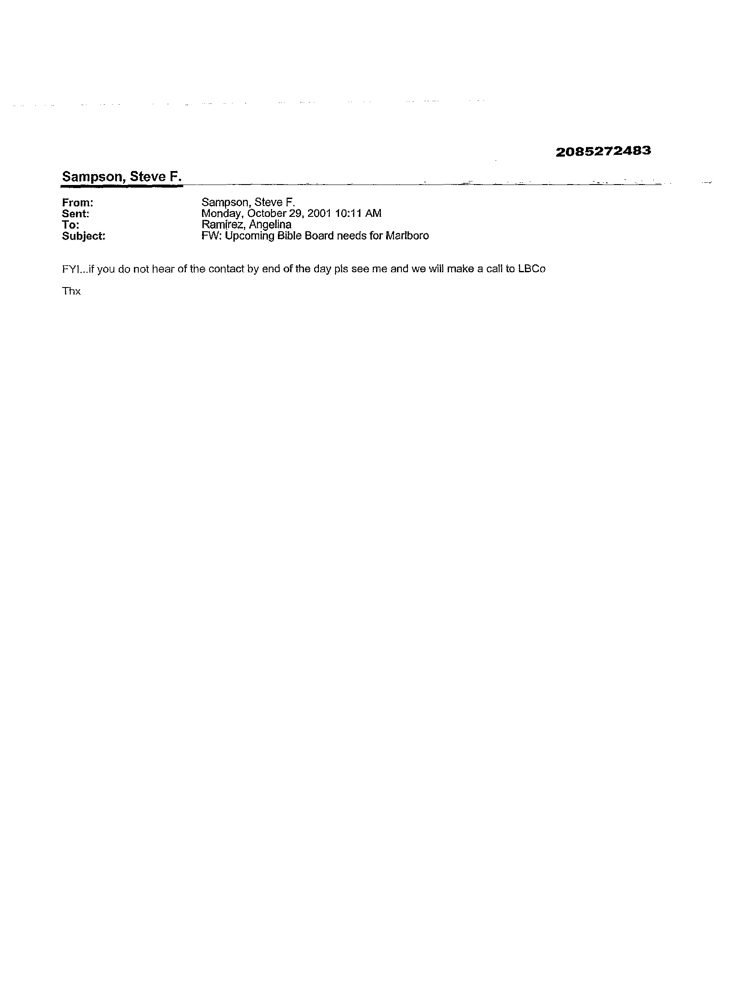 2085272483
Sampson, Steve F.
From: Sampson, Steve F.
Sent: Monday, October 29, 2001 10:11 AM
To: Ramirez, Angelina
Subject: FW: Upcoming Bible Board needs for Marlboro
FYI...if you do not hear of the contact by end of the day pls see me and we will make a call to LBCo
Thx